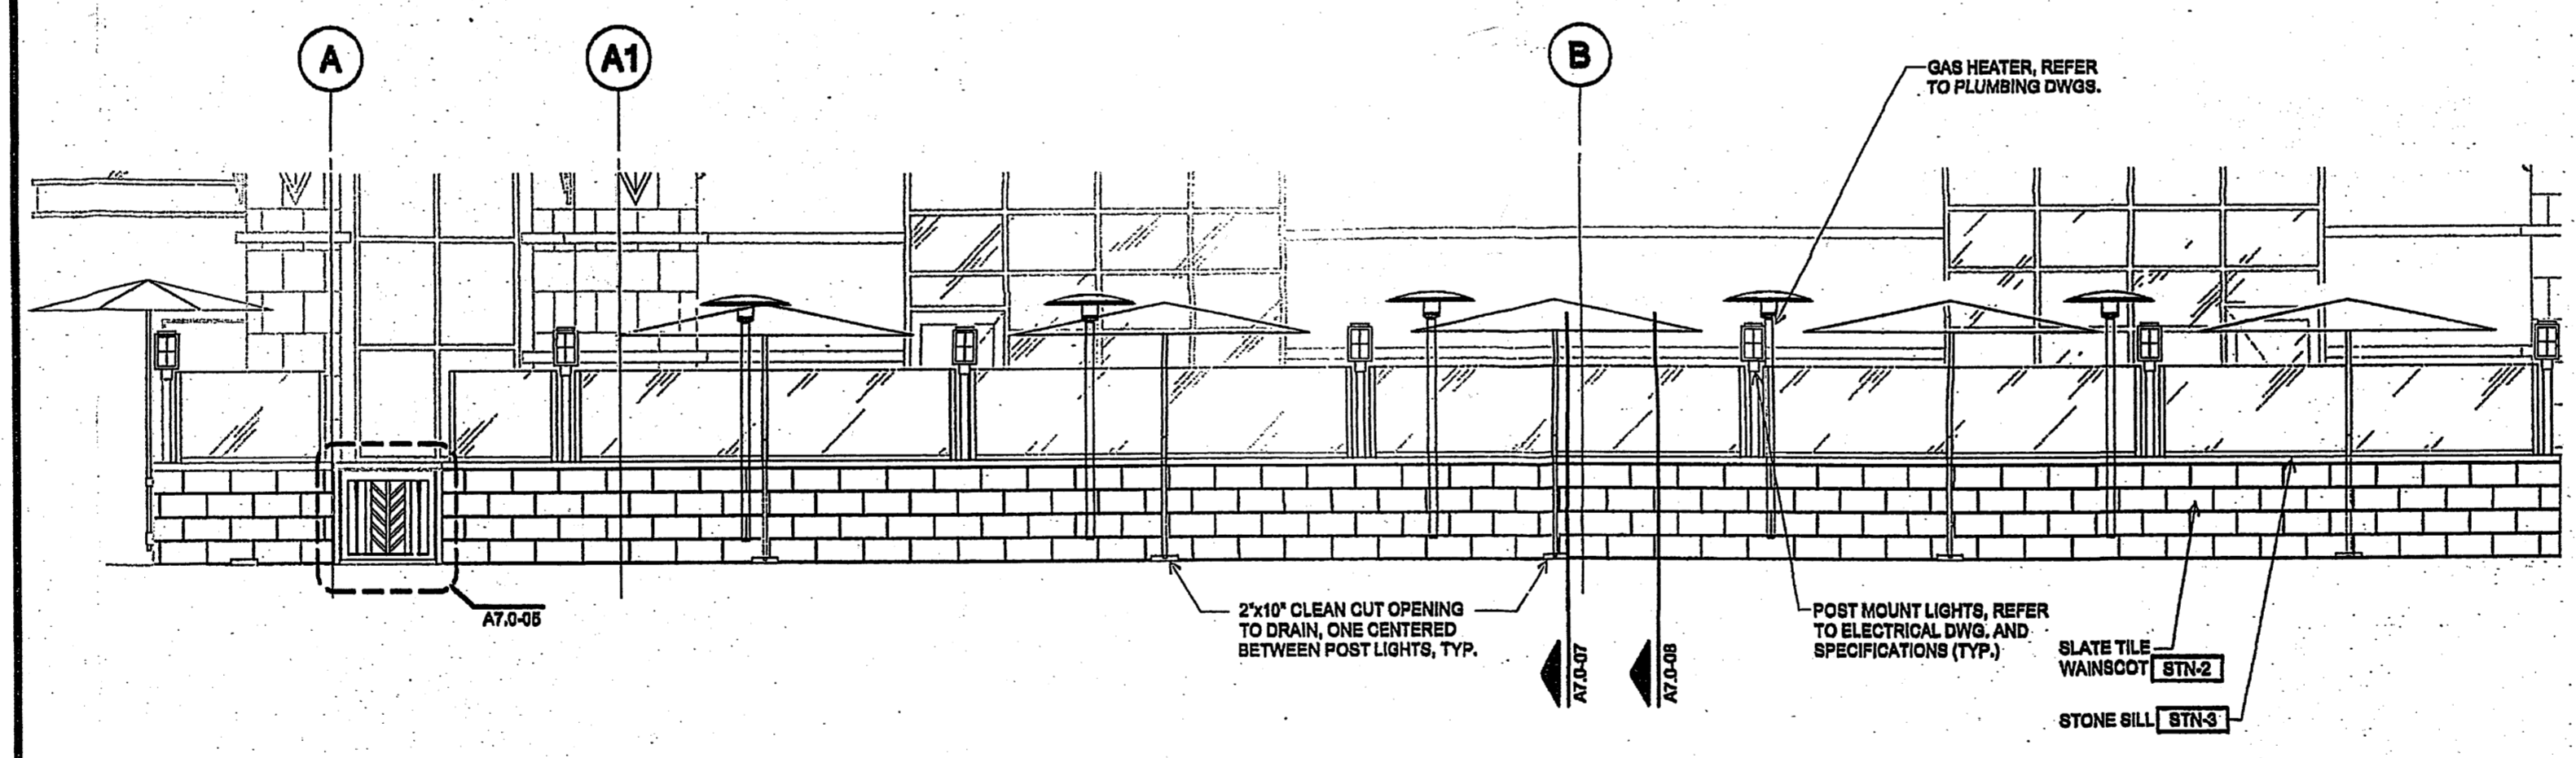 A
A1
B
GAS HEATER, REFER
TO PLUMBING DWGS.
A7.0-05
2"x10" CLEAN CUT OPENING
TO DRAIN, ONE CENTERED
BETWEEN POST LIGHTS, TYP.
A7.0-07
A7.0-08
POST MOUNT LIGHTS, REFER
TO ELECTRICAL DWG. AND
SPECIFICATIONS (TYP.)
SLATE TILE
WAINSCOT STN-2
STONE SILL STN-3